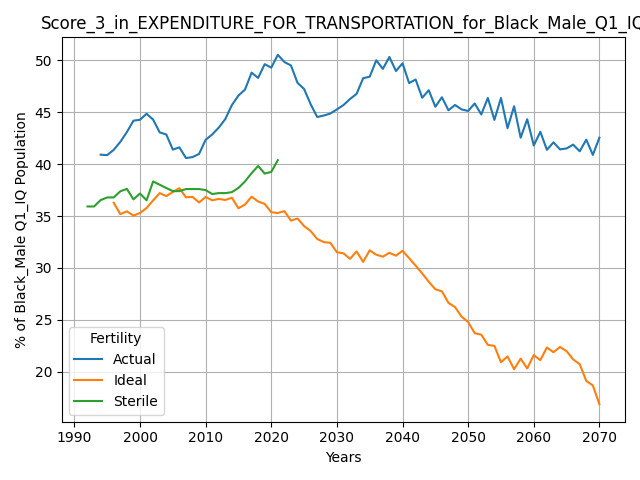 Score_3_in_EXPENDITURE_FOR_TRANSPORTATION_for_Black_Male_Q1_IQ
% of Black_Male Q1_IQ Population
50
45
40
35
30
25
20
Fertility
Actual
Ideal
Sterile
1990 2000 2010 2020 2030 2040 2050 2060 2070
Years